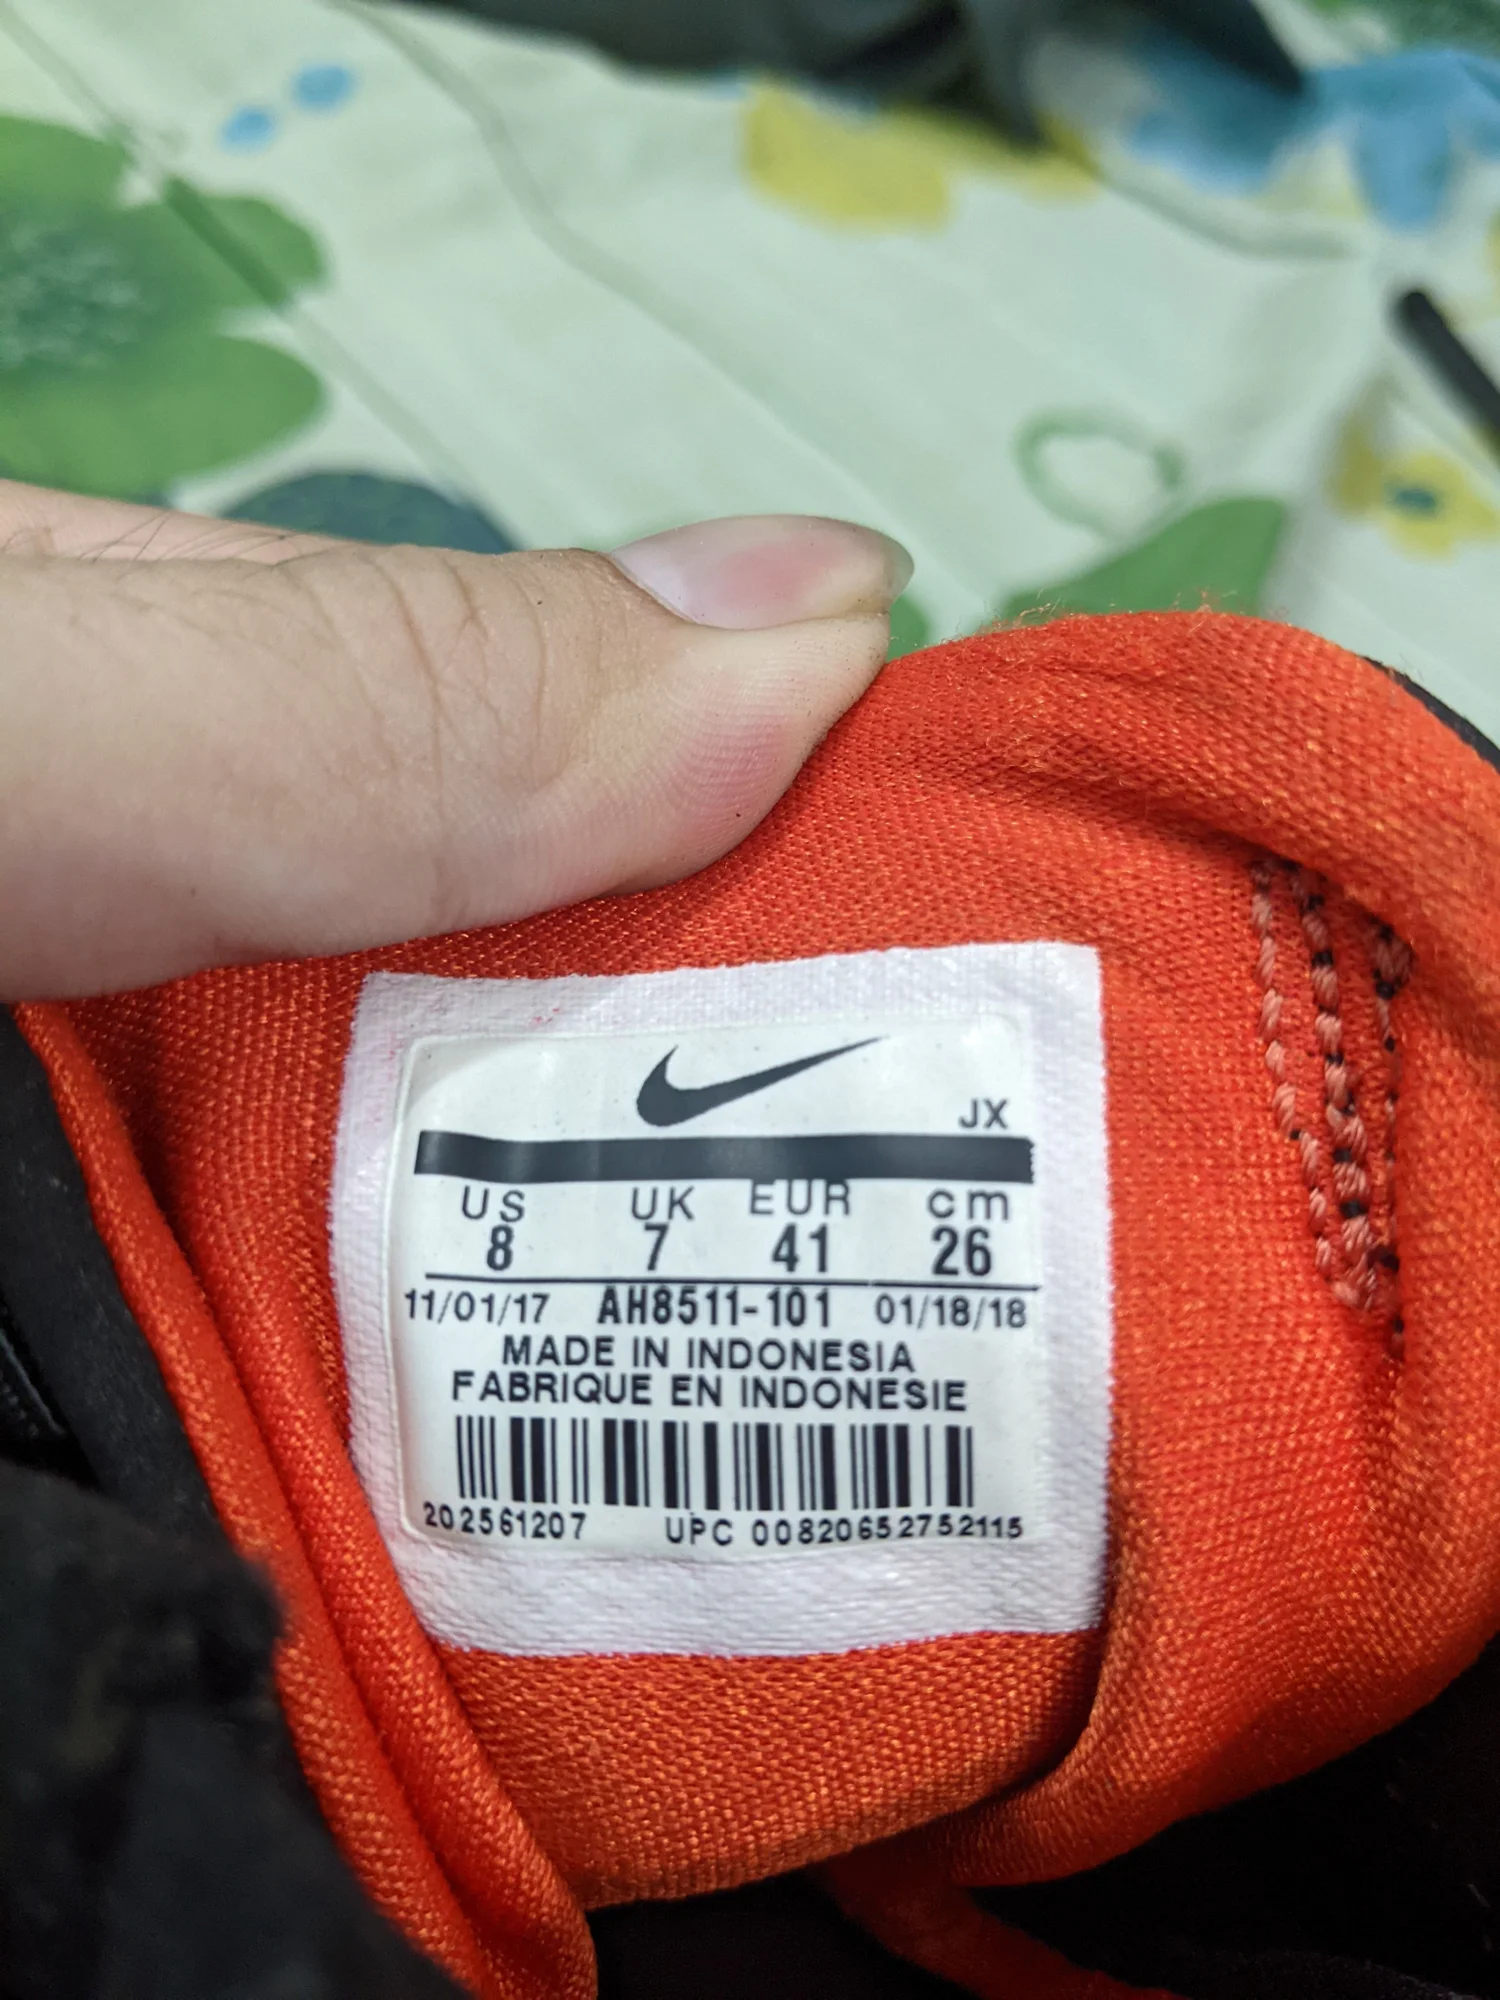 JX
US UK EUR cm
8 7 41 26
11/01/17 AH8511-101 01/18/18
MADE IN INDONESIA
FABRIQUE EN INDONESIE
202561207 UPC 00820652752115